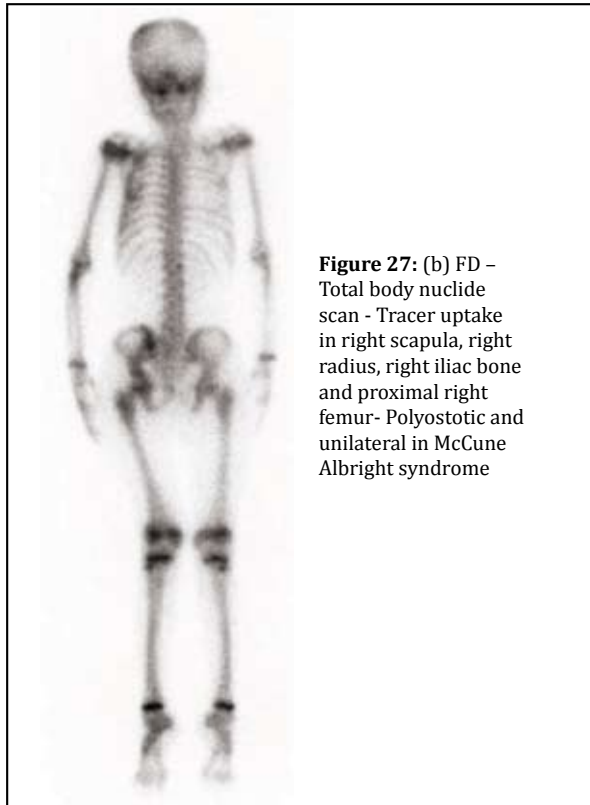 Figure 27: (b) FD –
Total body nuclide
scan - Tracer uptake
in right scapula, right
radius, right iliac bone
and proximal right
femur- Polyostotic and
unilateral in McCune
Albright syndrome